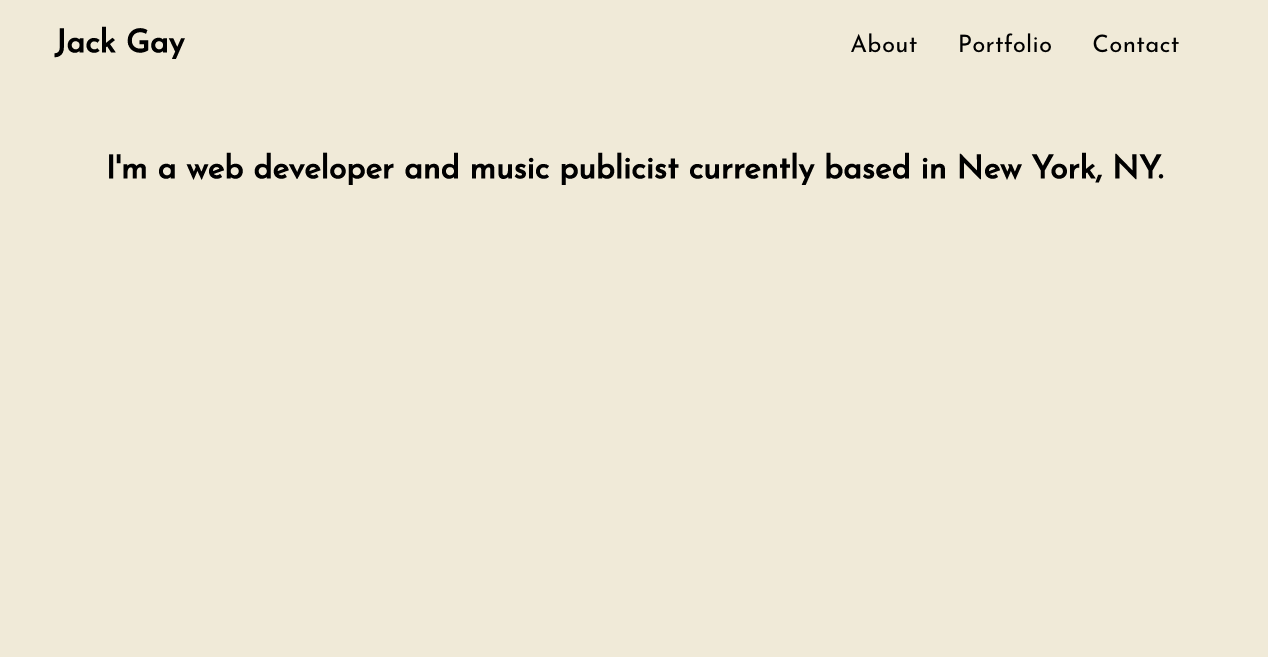 Jack Gay
About Portfolio Contact
I'm a web developer and music publicist currently based in New York, NY.